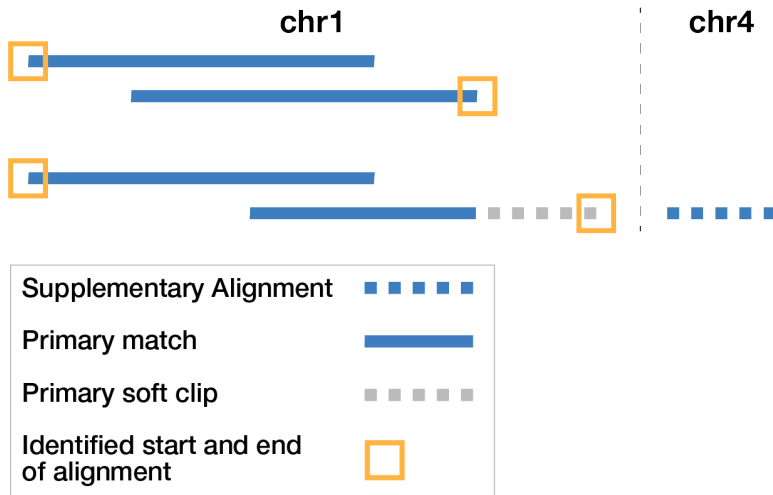 chr1 chr4
Supplementary Alignment
Primary match
Primary soft clip
Identified start and end
of alignment